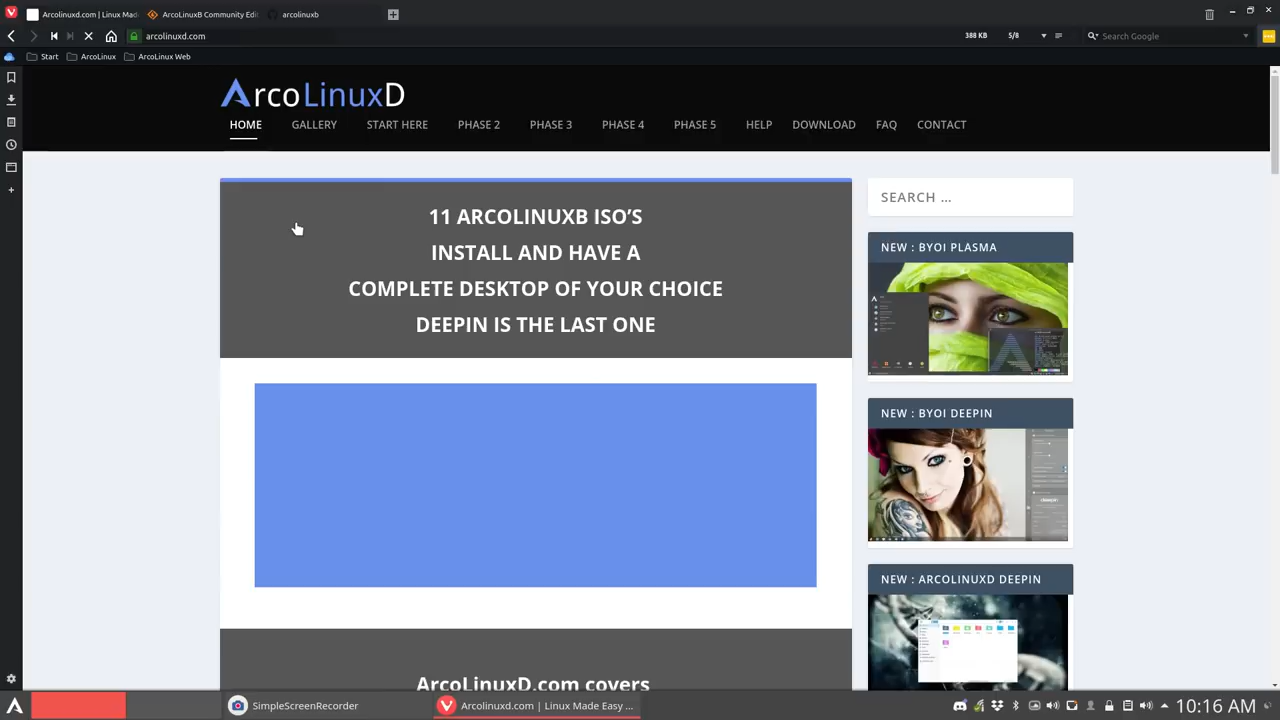 Arcolinuxd.com | Linux Mad
ArcoLinuxB Community Edi
arcolinuxb
arcolinuxd.com
388 KB
5/8
Search Google
Start
ArcoLinux
ArcoLinux Web
ArcoLinuxD
HOME
GALLERY
START HERE
PHASE 2
PHASE 3
PHASE 4
PHASE 5
HELP
DOWNLOAD
FAQ
CONTACT
11 ARCOLINUXB ISO'S
INSTALL AND HAVE A
COMPLETE DESKTOP OF YOUR CHOICE
DEEPIN IS THE LAST ONE
SEARCH …
NEW : BYOI PLASMA
NEW : BYOI DEEPIN
NEW : ARCOLINUXD DEEPIN
ArcoLinuxD.com covers
SimpleScreenRecorder
Arcolinuxd.com | Linux Made Easy ...
10:16 AM